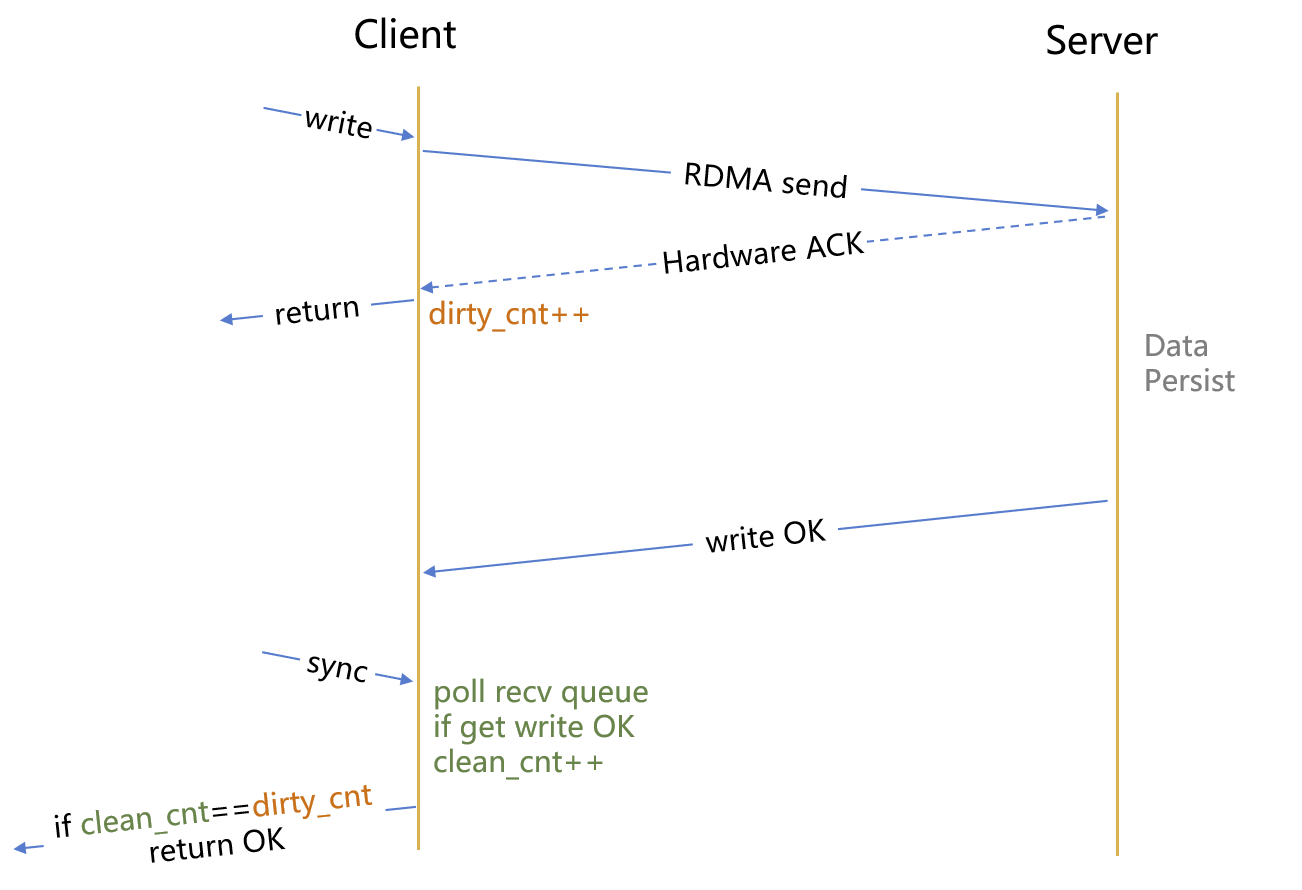 Client
Server
write
RDMA send
Hardware ACK
return
dirty_cnt++
Data
Persist
write OK
sync
poll recv queue
if get write OK
clean_cnt++
if clean_cnt==dirty_cnt
return OK